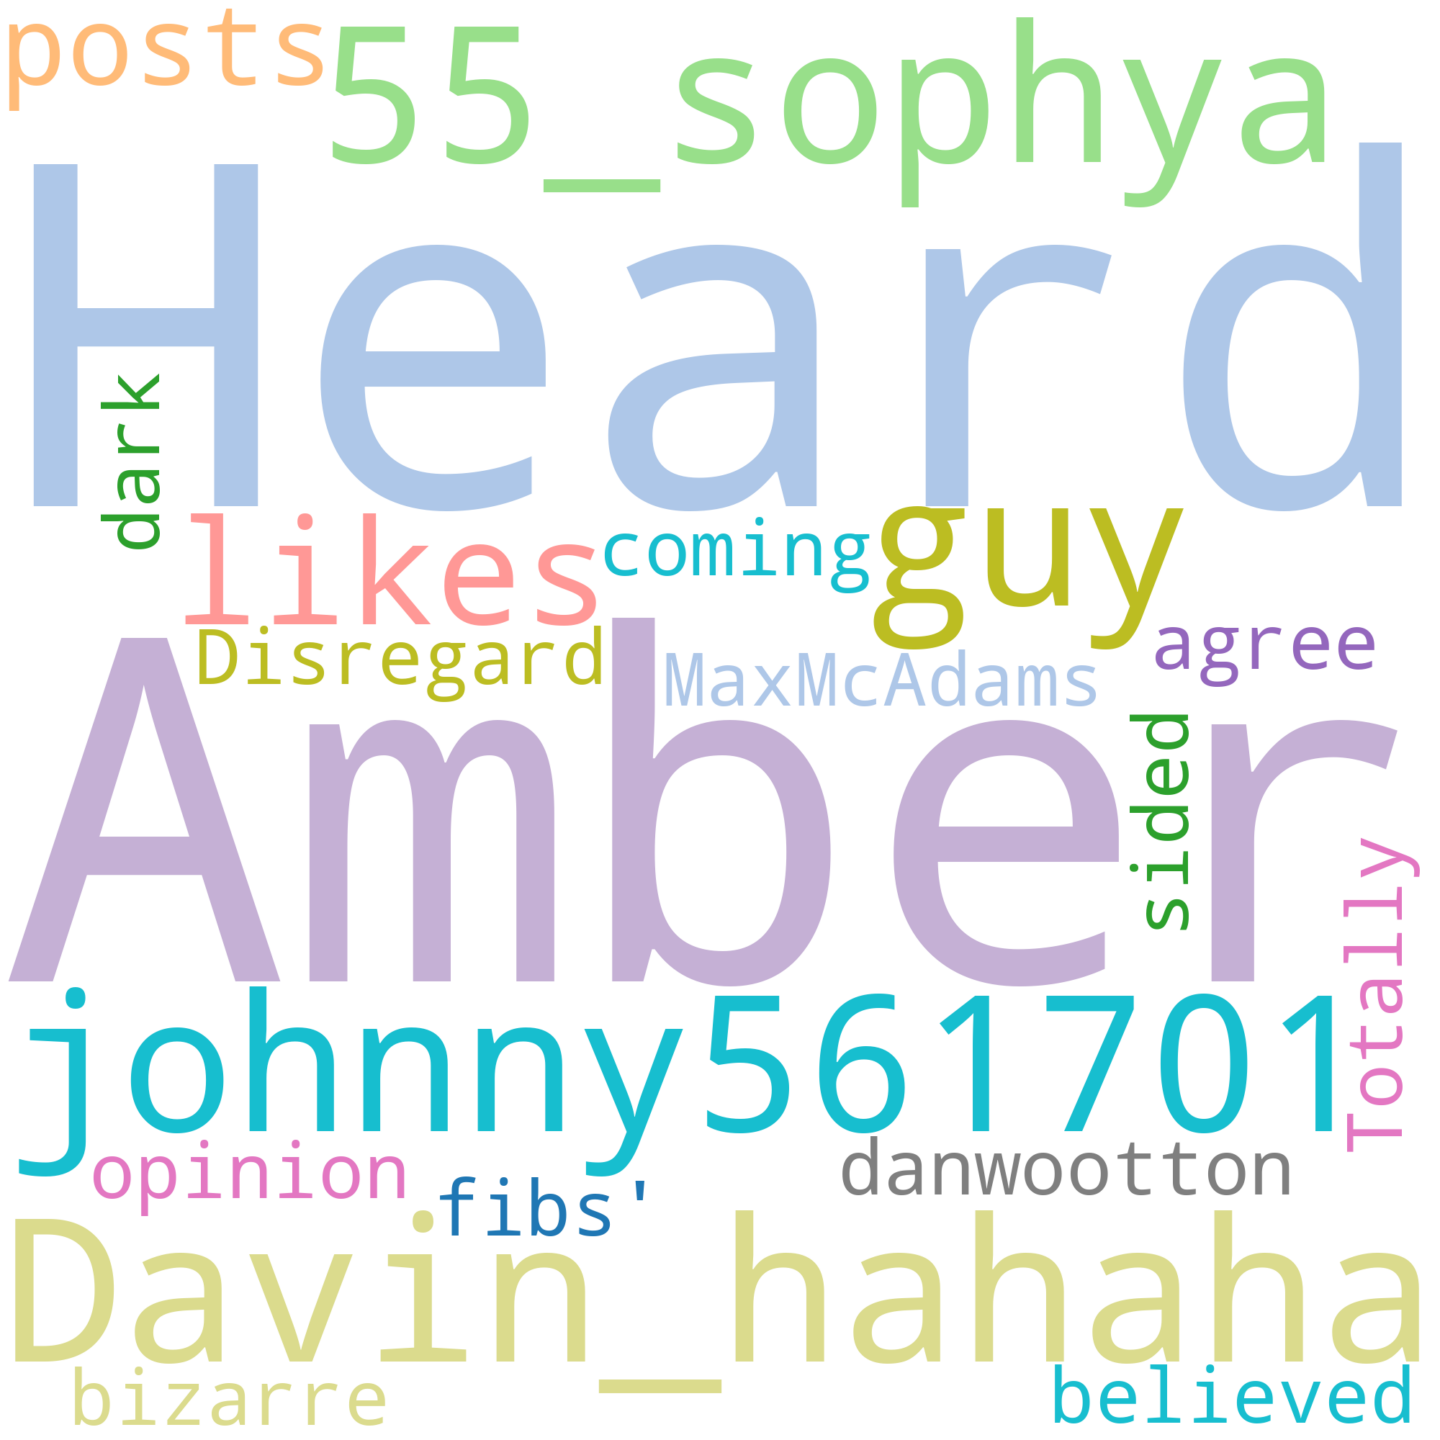 posts
55_sophya
Heard
dark
likes
coming
guy
Disregard
MaxMcAdams
agree
Amber
sided
Totally
johnny561701
opinion
fibs'
danwootton
Davin_hahaha
bizarre
believed